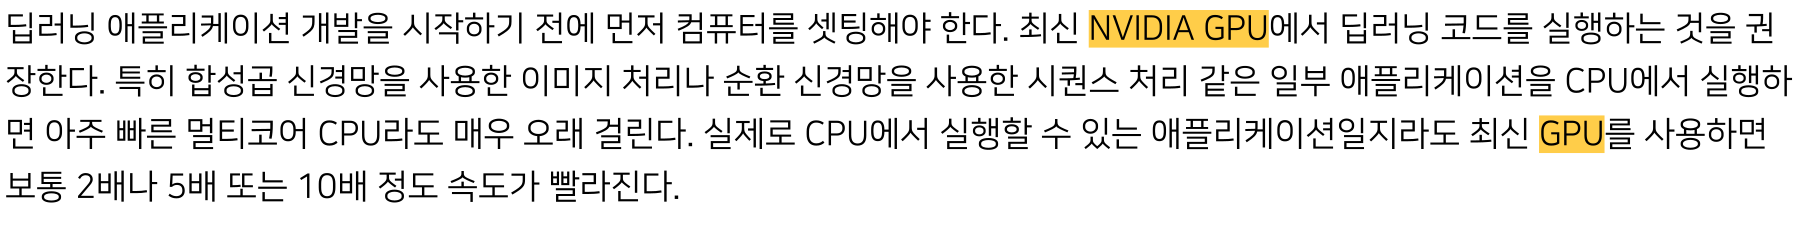 딥러닝 애플리케이션 개발을 시작하기 전에 먼저 컴퓨터를 셋팅해야 한다. 최신 NVIDIA GPU에서 딥러닝 코드를 실행하는 것을 권
장한다. 특히 합성곱 신경망을 사용한 이미지 처리나 순환 신경망을 사용한 시퀀스 처리 같은 일부 애플리케이션을 CPU에서 실행하
면 아주 빠른 멀티코어 CPU라도 매우 오래 걸린다. 실제로 CPU에서 실행할 수 있는 애플리케이션일지라도 최신 GPU를 사용하면
보통 2배나 5배 또는 10배 정도 속도가 빨라진다.